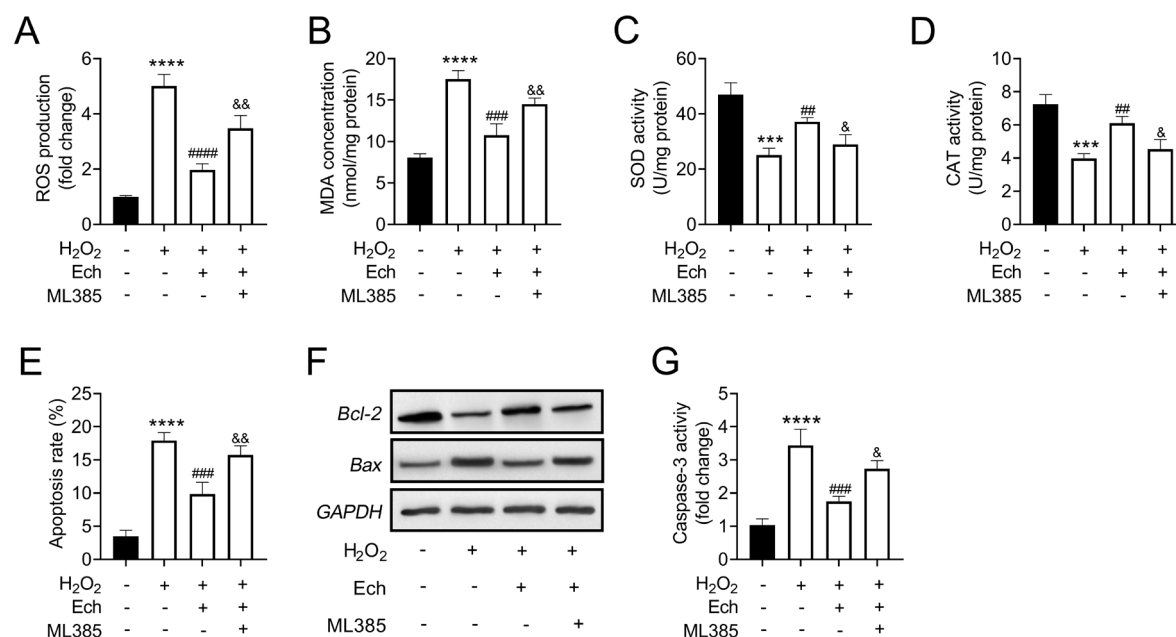 A
ROS production
(fold change)
6
4
2
0
****
####
&&
H₂O₂ - + + +
Ech - - + +
ML385 - - - +
B
MDA concentration
(nmol/mg protein)
20
15
10
5
0
****
###
&&
H₂O₂ - + + +
Ech - - + +
ML385 - - - +
C
SOD activity
(U/mg protein)
60
40
20
0
***
##
&
H₂O₂ - + + +
Ech - - + +
ML385 - - - +
D
CAT activity
(U/mg protein)
10
8
6
4
2
0
***
##
&
H₂O₂ - + + +
Ech - - + +
ML385 - - - +
E
Apoptosis rate (%)
25
20
15
10
5
0
****
###
&&
H₂O₂ - + + +
Ech - - + +
ML385 - - - +
F
Bcl-2
Bax
GAPDH
H₂O₂ - + + +
Ech - - + +
ML385 - - - +
G
Caspase-3 activiy
(fold change)
5
4
3
2
1
0
****
###
&
H₂O₂ - + + +
Ech - - + +
ML385 - - - +